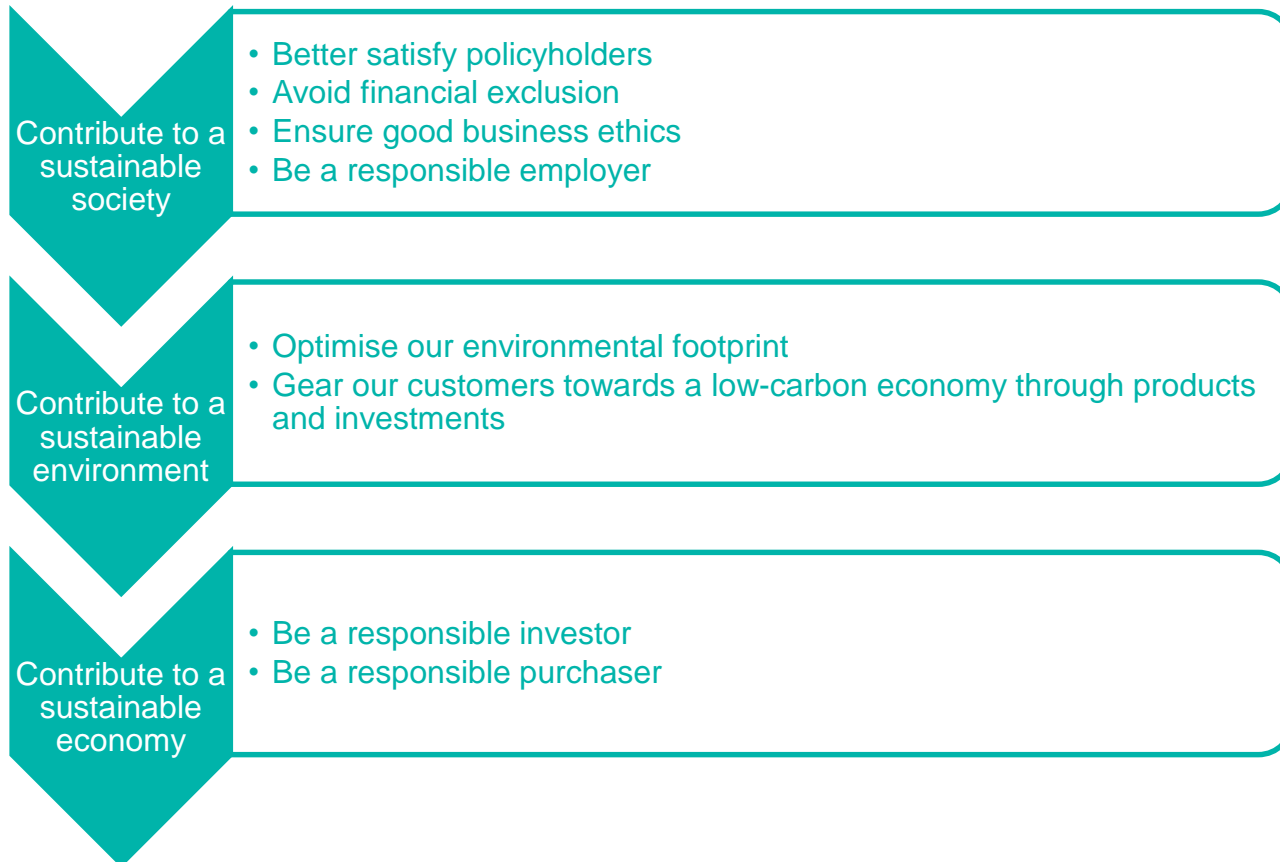 Contribute to a
sustainable
society
• Better satisfy policyholders
• Avoid financial exclusion
• Ensure good business ethics
• Be a responsible employer
Contribute to a
sustainable
environment
• Optimise our environmental footprint
• Gear our customers towards a low-carbon economy through products
and investments
Contribute to a
sustainable
economy
• Be a responsible investor
• Be a responsible purchaser